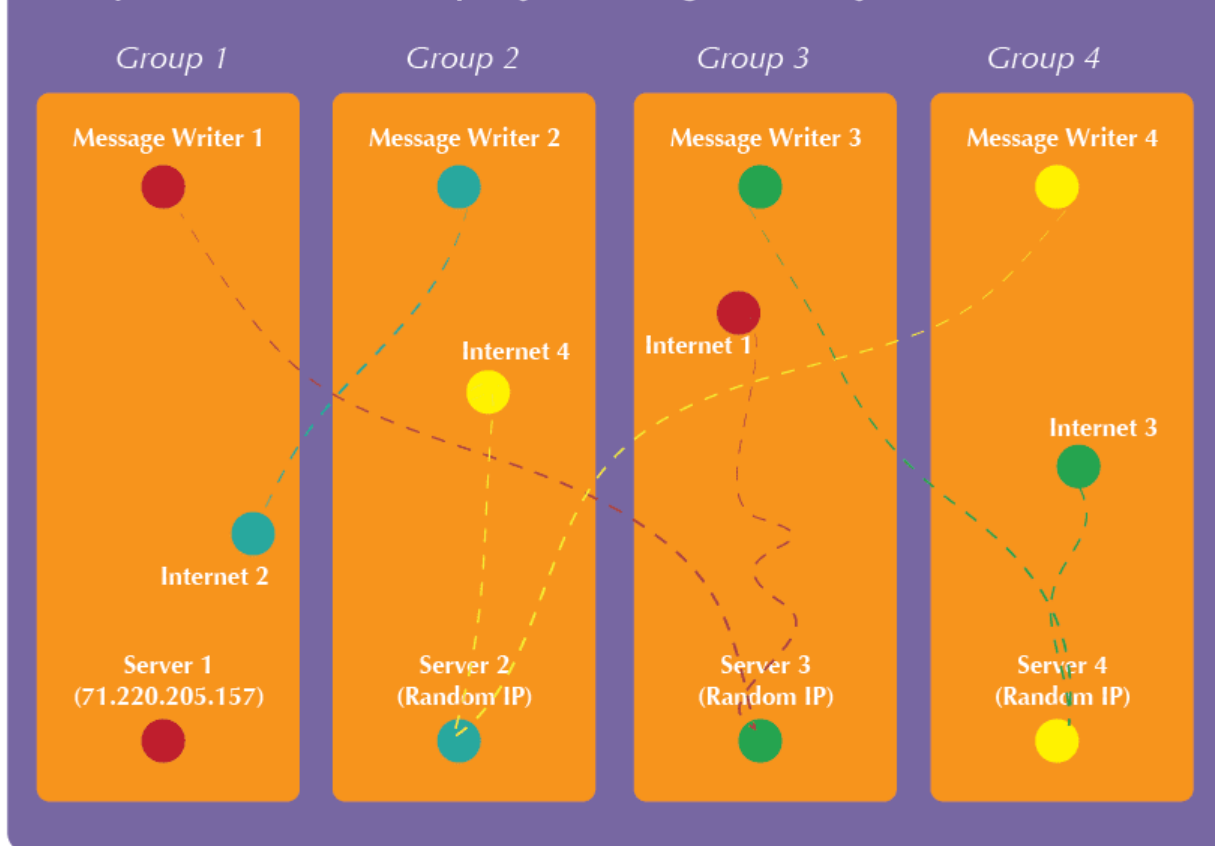 Group 1
Group 2
Group 3
Group 4
Message Writer 1
Message Writer 2
Message Writer 3
Message Writer 4
Internet 1
Internet 4
Internet 3
Internet 2
Server 1
(71.220.205.157)
Server 2
(Random IP)
Server 3
(Random IP)
Server 4
(Random IP)